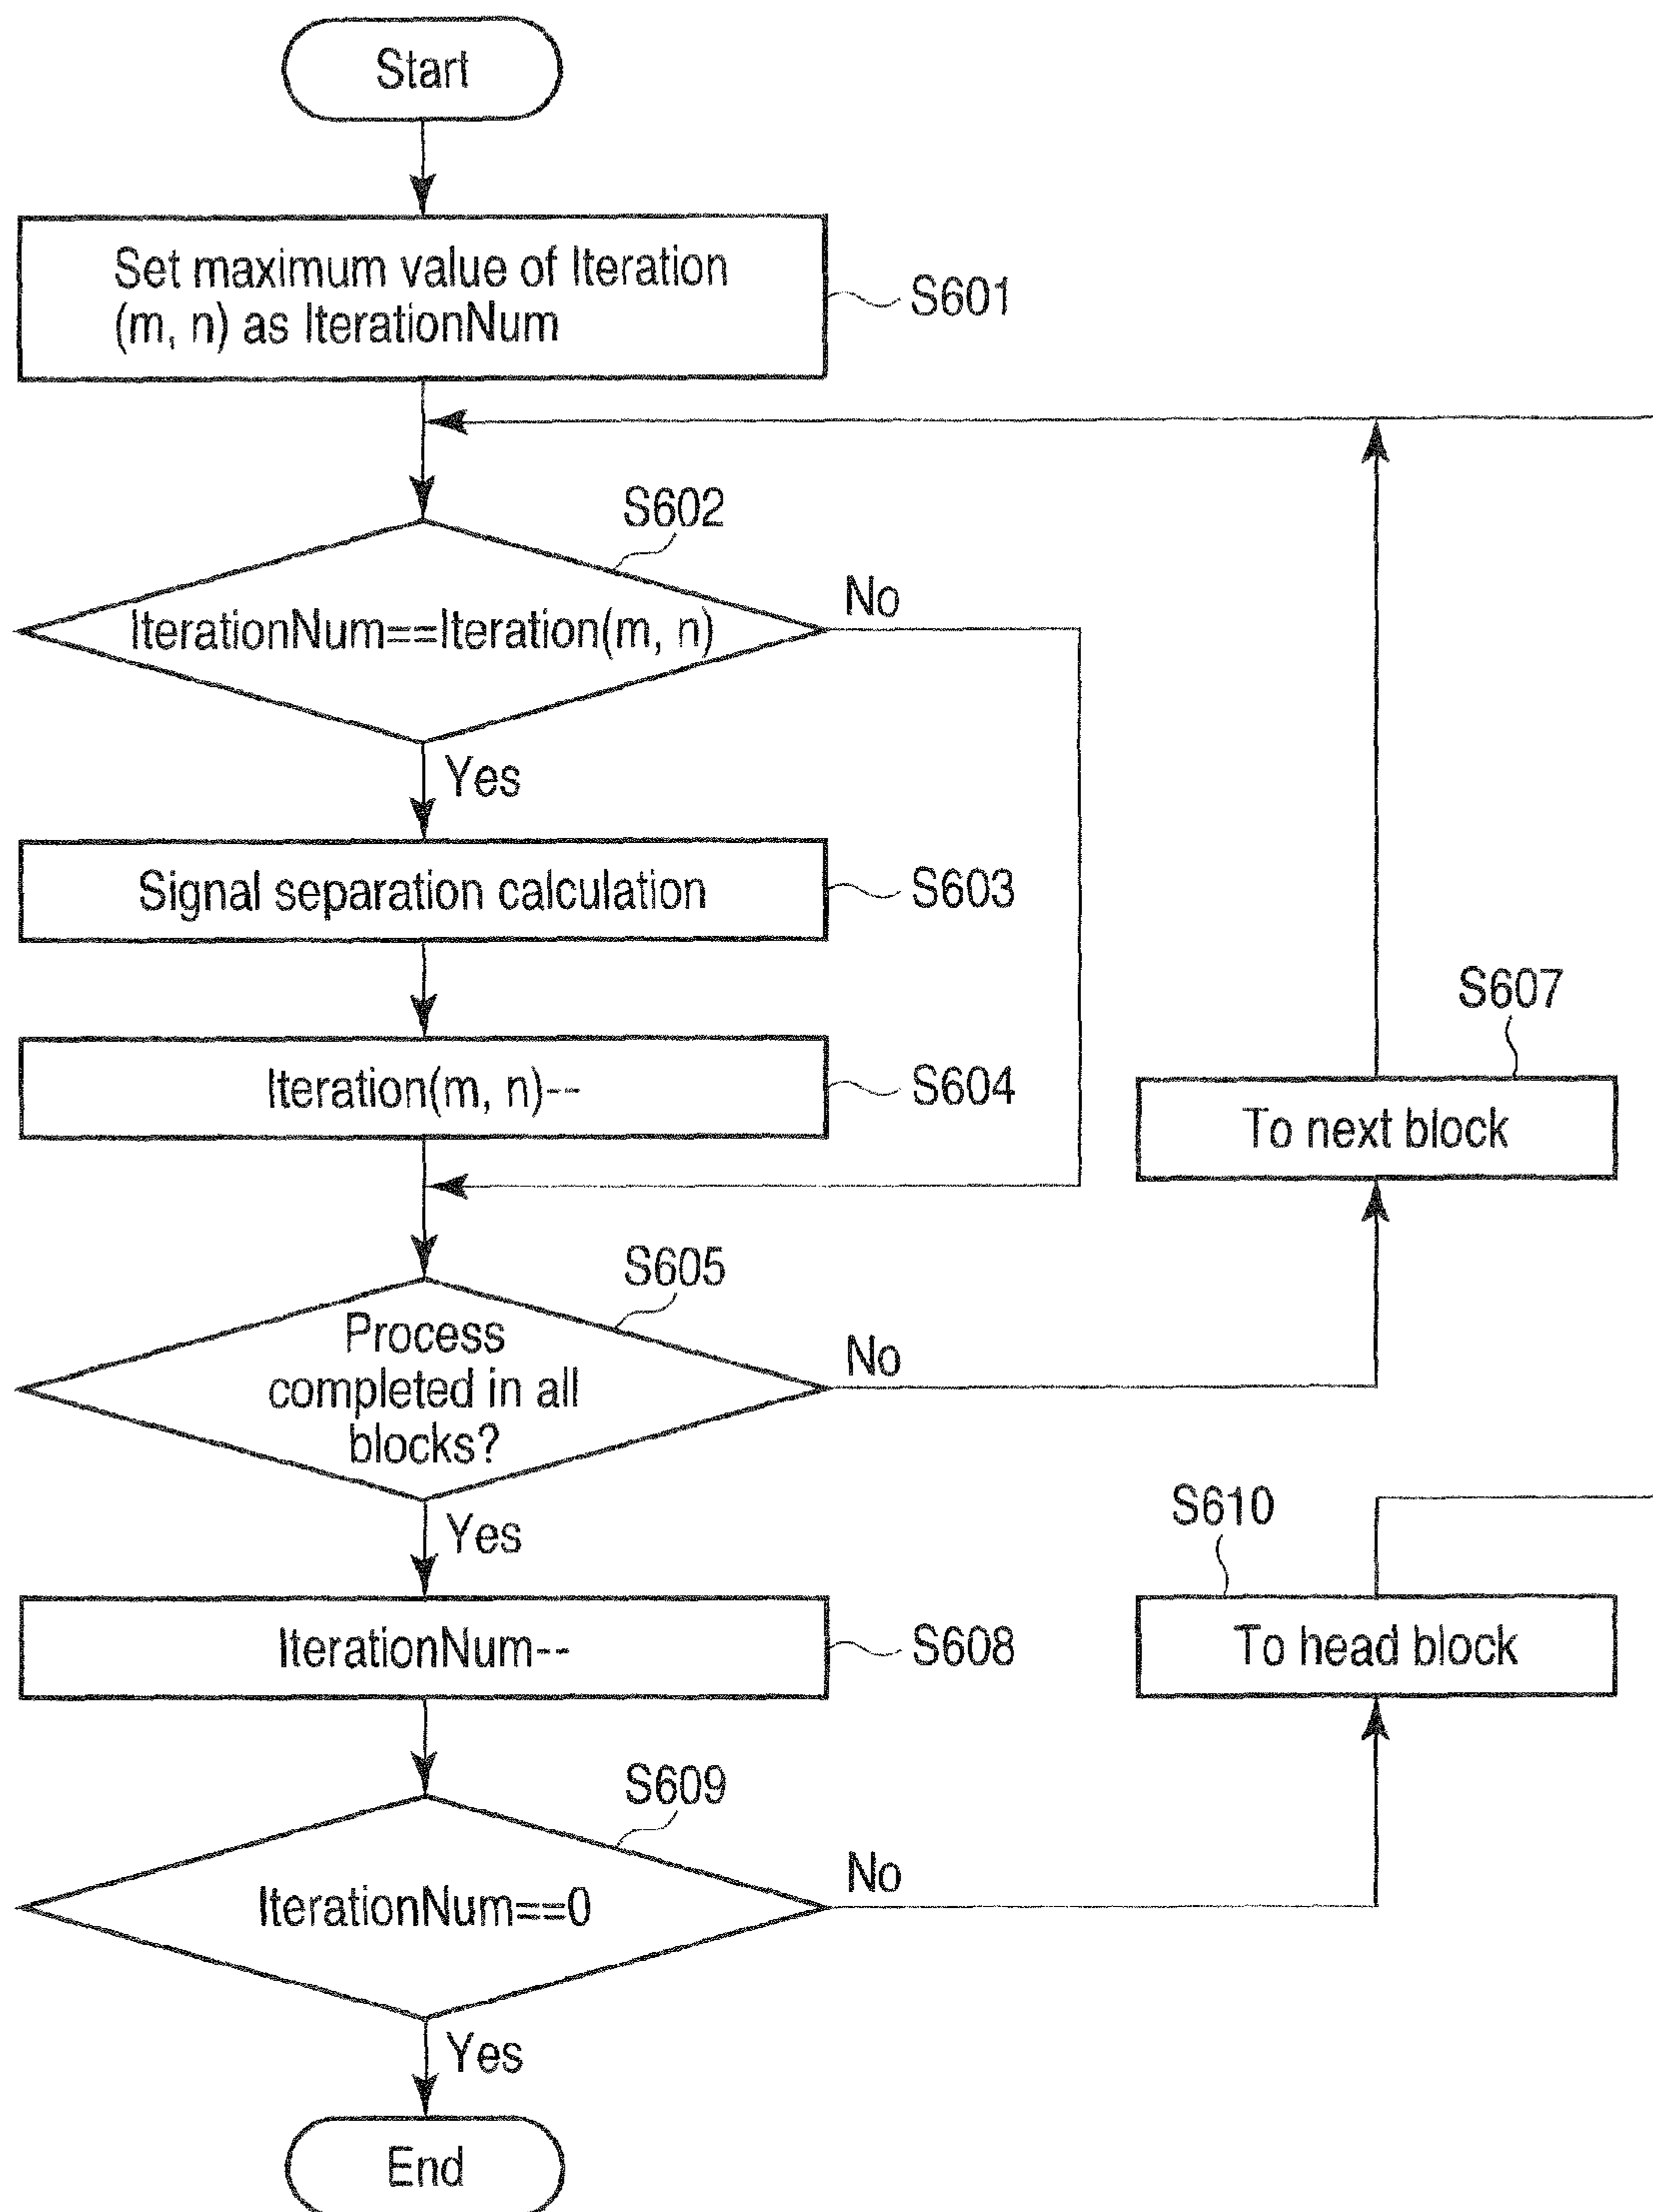 Start
Set maximum value of Iteration
(m, n) as IterationNum
S601
S602
IterationNum==Iteration(m, n)
No
Yes
Signal separation calculation
S603
S607
Iteration(m, n)--
S604
To next block
S605
Process
completed in all
blocks?
No
Yes
S610
IterationNum--
S608
To head block
S609
IterationNum==0
No
Yes
End